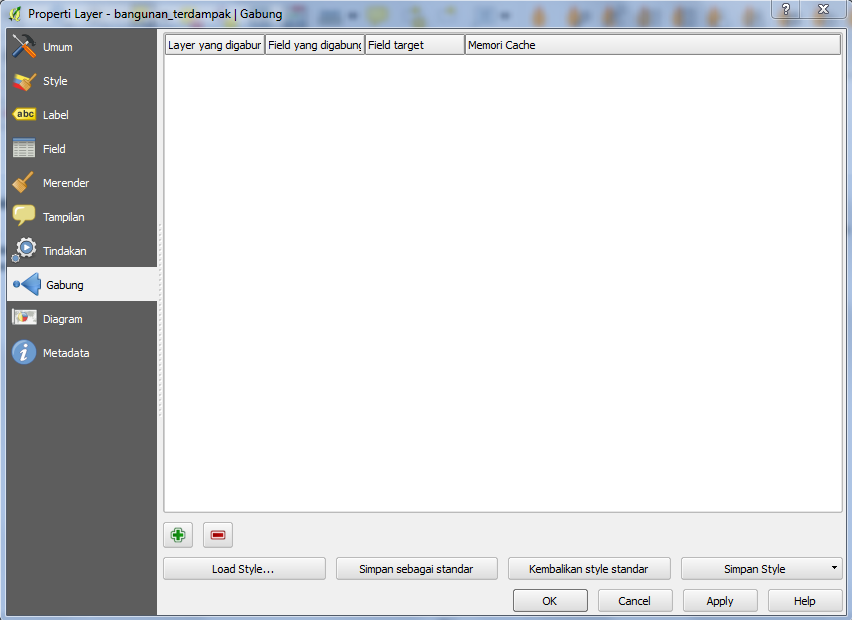 Properti Layer - bangunan_terdampak | Gabung
?
Umum
Style
abc Label
Field
Merender
Tampilan
Tindakan
Gabung
Diagram
i Metadata
Layer yang digabur Field yang digabung Field target Memori Cache
Load Style... Simpan sebagai standar Kembalikan style standar Simpan Style
OK Cancel Apply Help